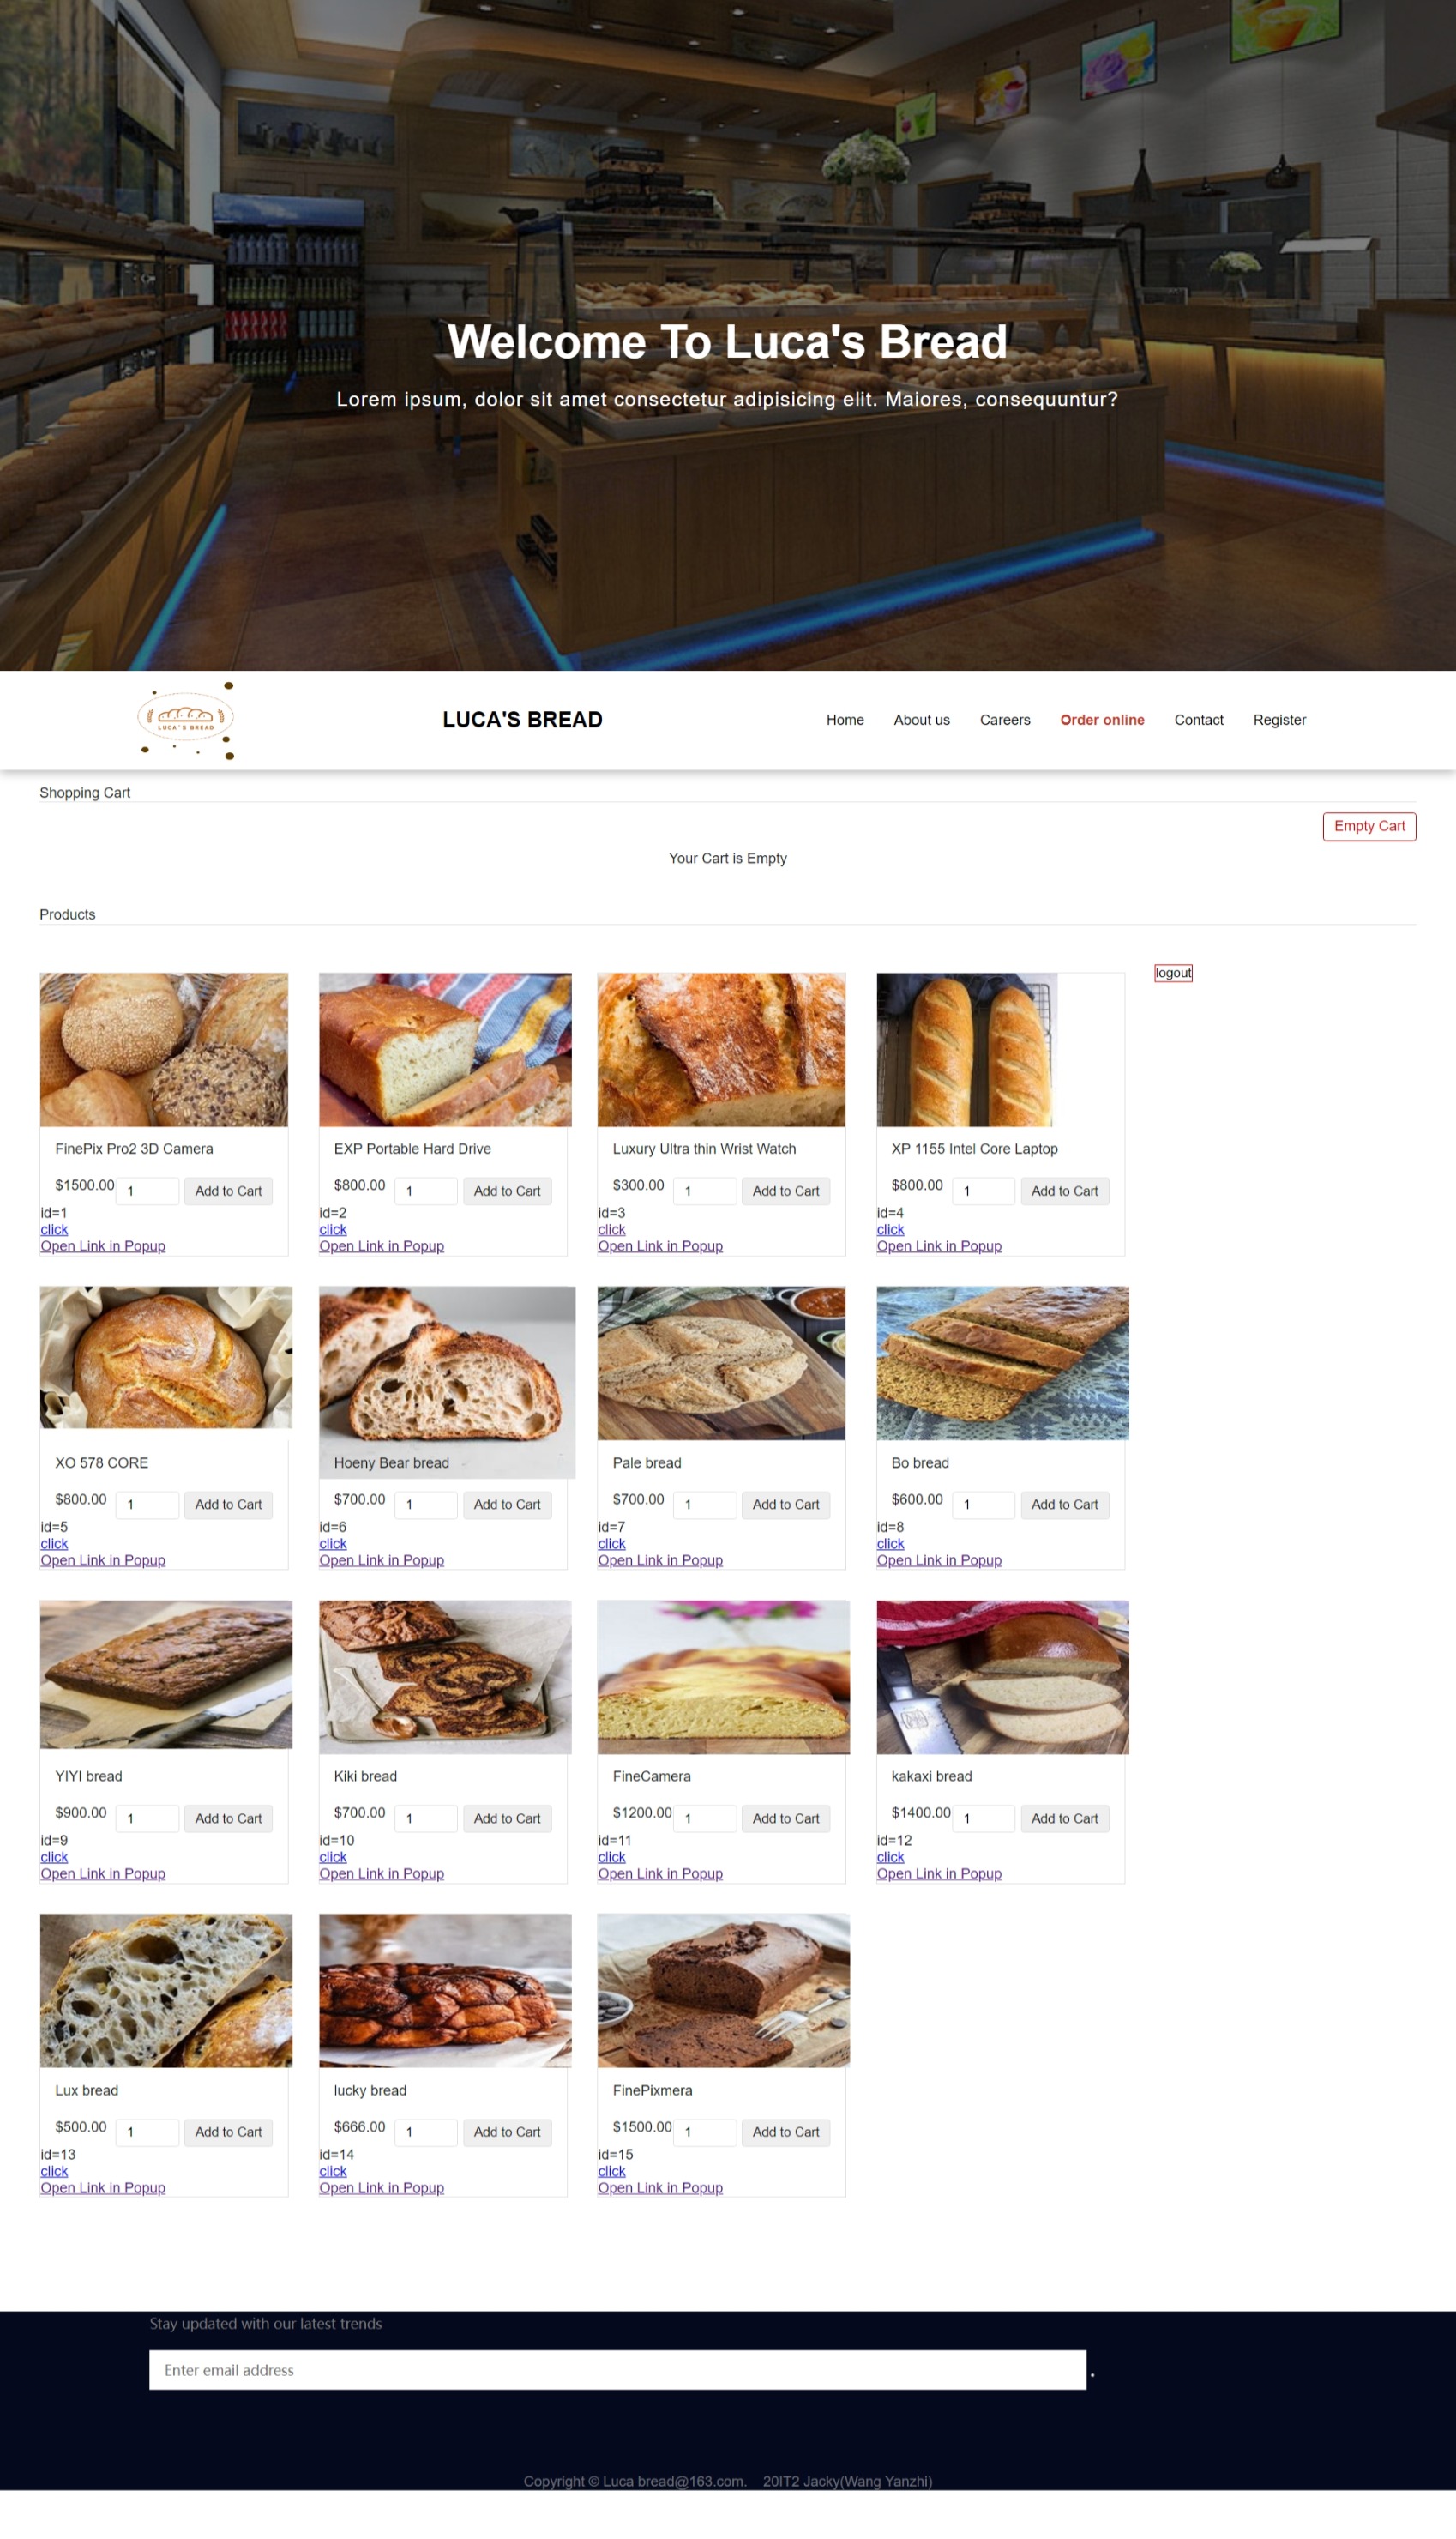 Welcome To Luca's Bread
Lorem ipsum, dolor sit amet consectetur adipisicing elit. Maiores, consequuntur?
LUCA'S BREAD
LUCA'S BREAD Home About us Careers Order online Contact Register
Shopping Cart
Empty Cart
Your Cart is Empty
Products
logout
FinePix Pro2 3D Camera
$1500.00 1 Add to Cart
id=1
click
Open Link in Popup
EXP Portable Hard Drive
$800.00 1 Add to Cart
id=2
click
Open Link in Popup
Luxury Ultra thin Wrist Watch
$300.00 1 Add to Cart
id=3
click
Open Link in Popup
XP 1155 Intel Core Laptop
$800.00 1 Add to Cart
id=4
click
Open Link in Popup
XO 578 CORE
$800.00 1 Add to Cart
id=5
click
Open Link in Popup
Hoeny Bear bread
$700.00 1 Add to Cart
id=6
click
Open Link in Popup
Pale bread
$700.00 1 Add to Cart
id=7
click
Open Link in Popup
Bo bread
$600.00 1 Add to Cart
id=8
click
Open Link in Popup
YIYI bread
$900.00 1 Add to Cart
id=9
click
Open Link in Popup
Kiki bread
$700.00 1 Add to Cart
id=10
click
Open Link in Popup
FineCamera
$1200.00 1 Add to Cart
id=11
click
Open Link in Popup
kakaxi bread
$1400.00 1 Add to Cart
id=12
click
Open Link in Popup
Lux bread
$500.00 1 Add to Cart
id=13
click
Open Link in Popup
lucky bread
$666.00 1 Add to Cart
id=14
click
Open Link in Popup
FinePixmera
$1500.00 1 Add to Cart
id=15
click
Open Link in Popup
Stay updated with our latest trends
Enter email address
Copyright © Luca bread@163.com. 20IT2 Jacky(Wang Yanzhi)